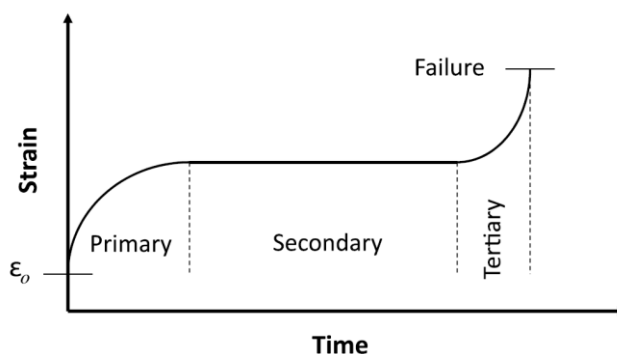 Failure
Strain
Primary
Secondary
Tertiary
εo
Time